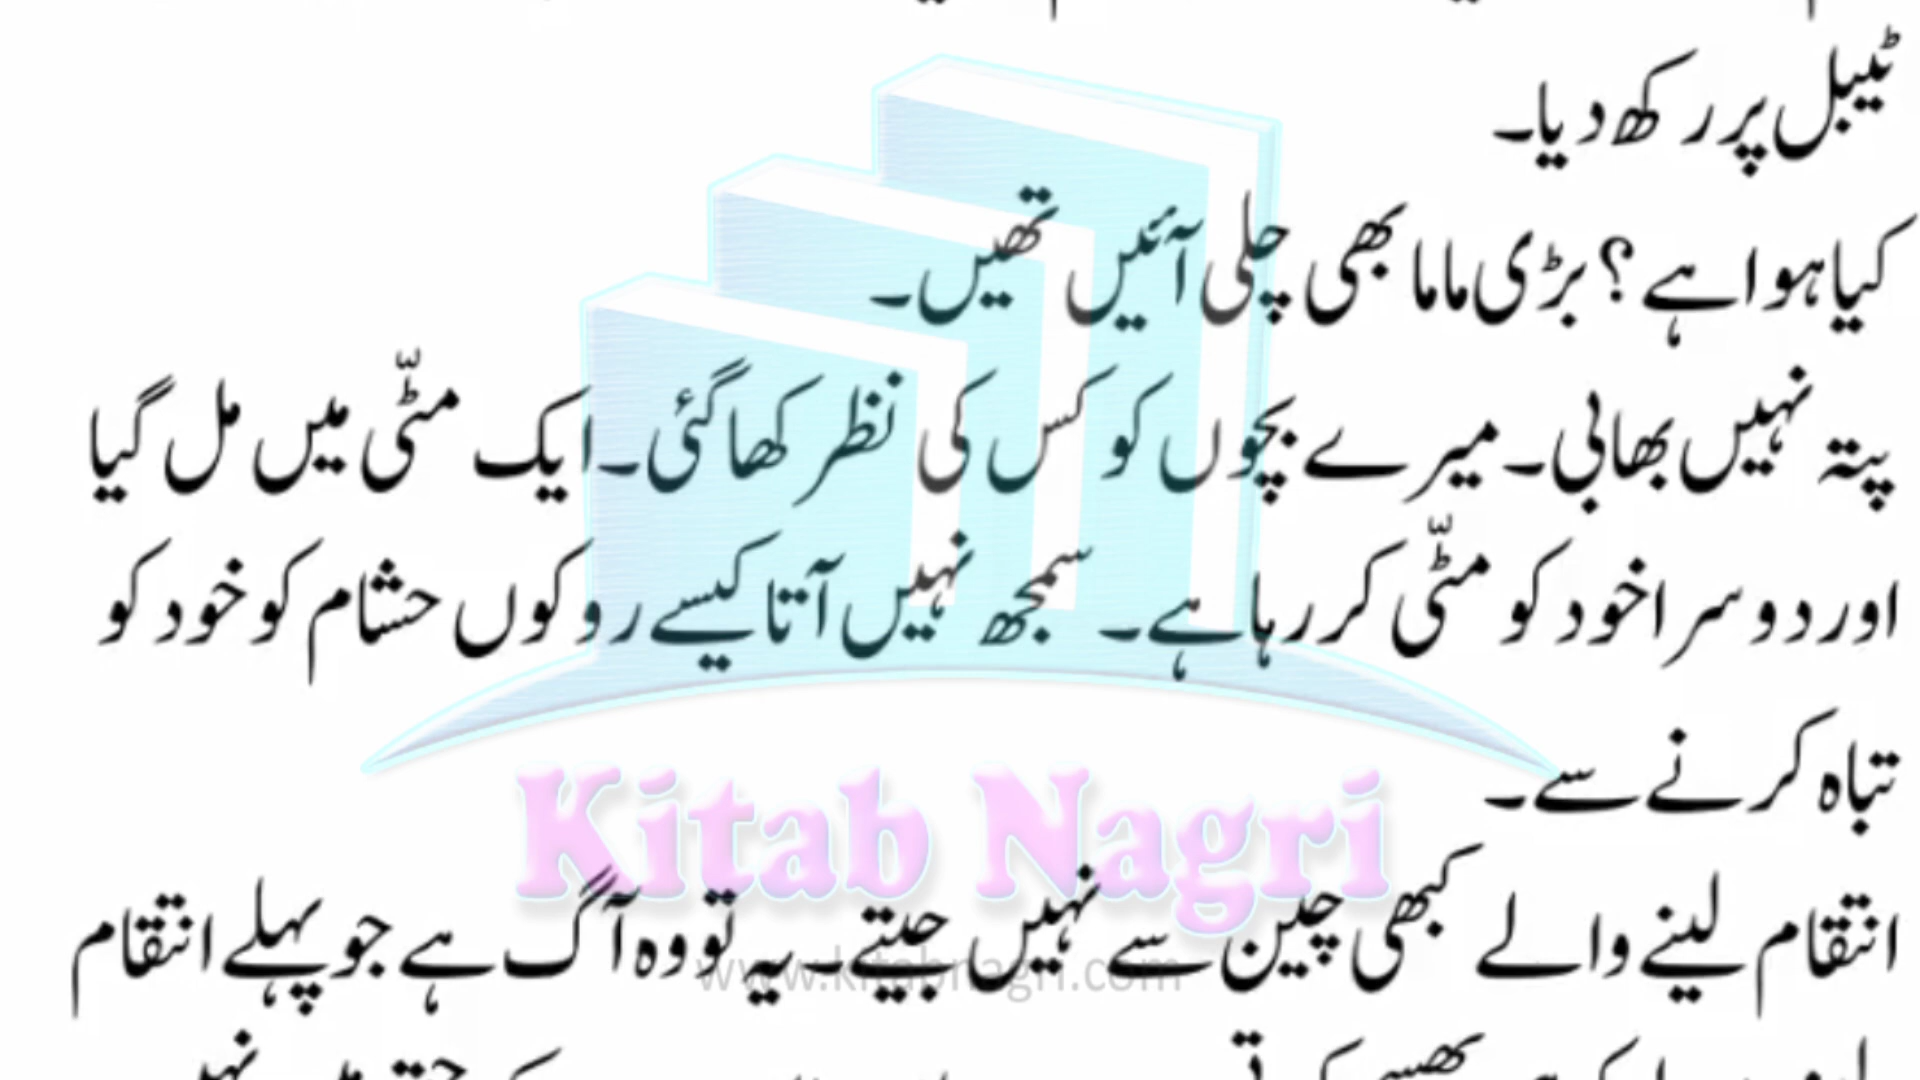 ٹیبل پر رکھ دیا۔
کیا ہوا ہے؟ بڑی ماما بھی چلی آئیں تھیں۔
پتہ نہیں بھابی۔ میرے بچوں کو کس کی نظر کھا گئی۔ ایک مٹّی میں مل گیا
اور دوسرا خود کو مٹّی کر رہا ہے۔ سمجھ نہیں آتا کیسے روکوں حشام کو خود کو
تباہ کرنے سے۔
Kitab Nagri
انتقام لینے والے کبھی چین سے نہیں جیتے۔ یہ تو وہ آگ ہے جو پہلے انتقام
www.kitabnagri.com